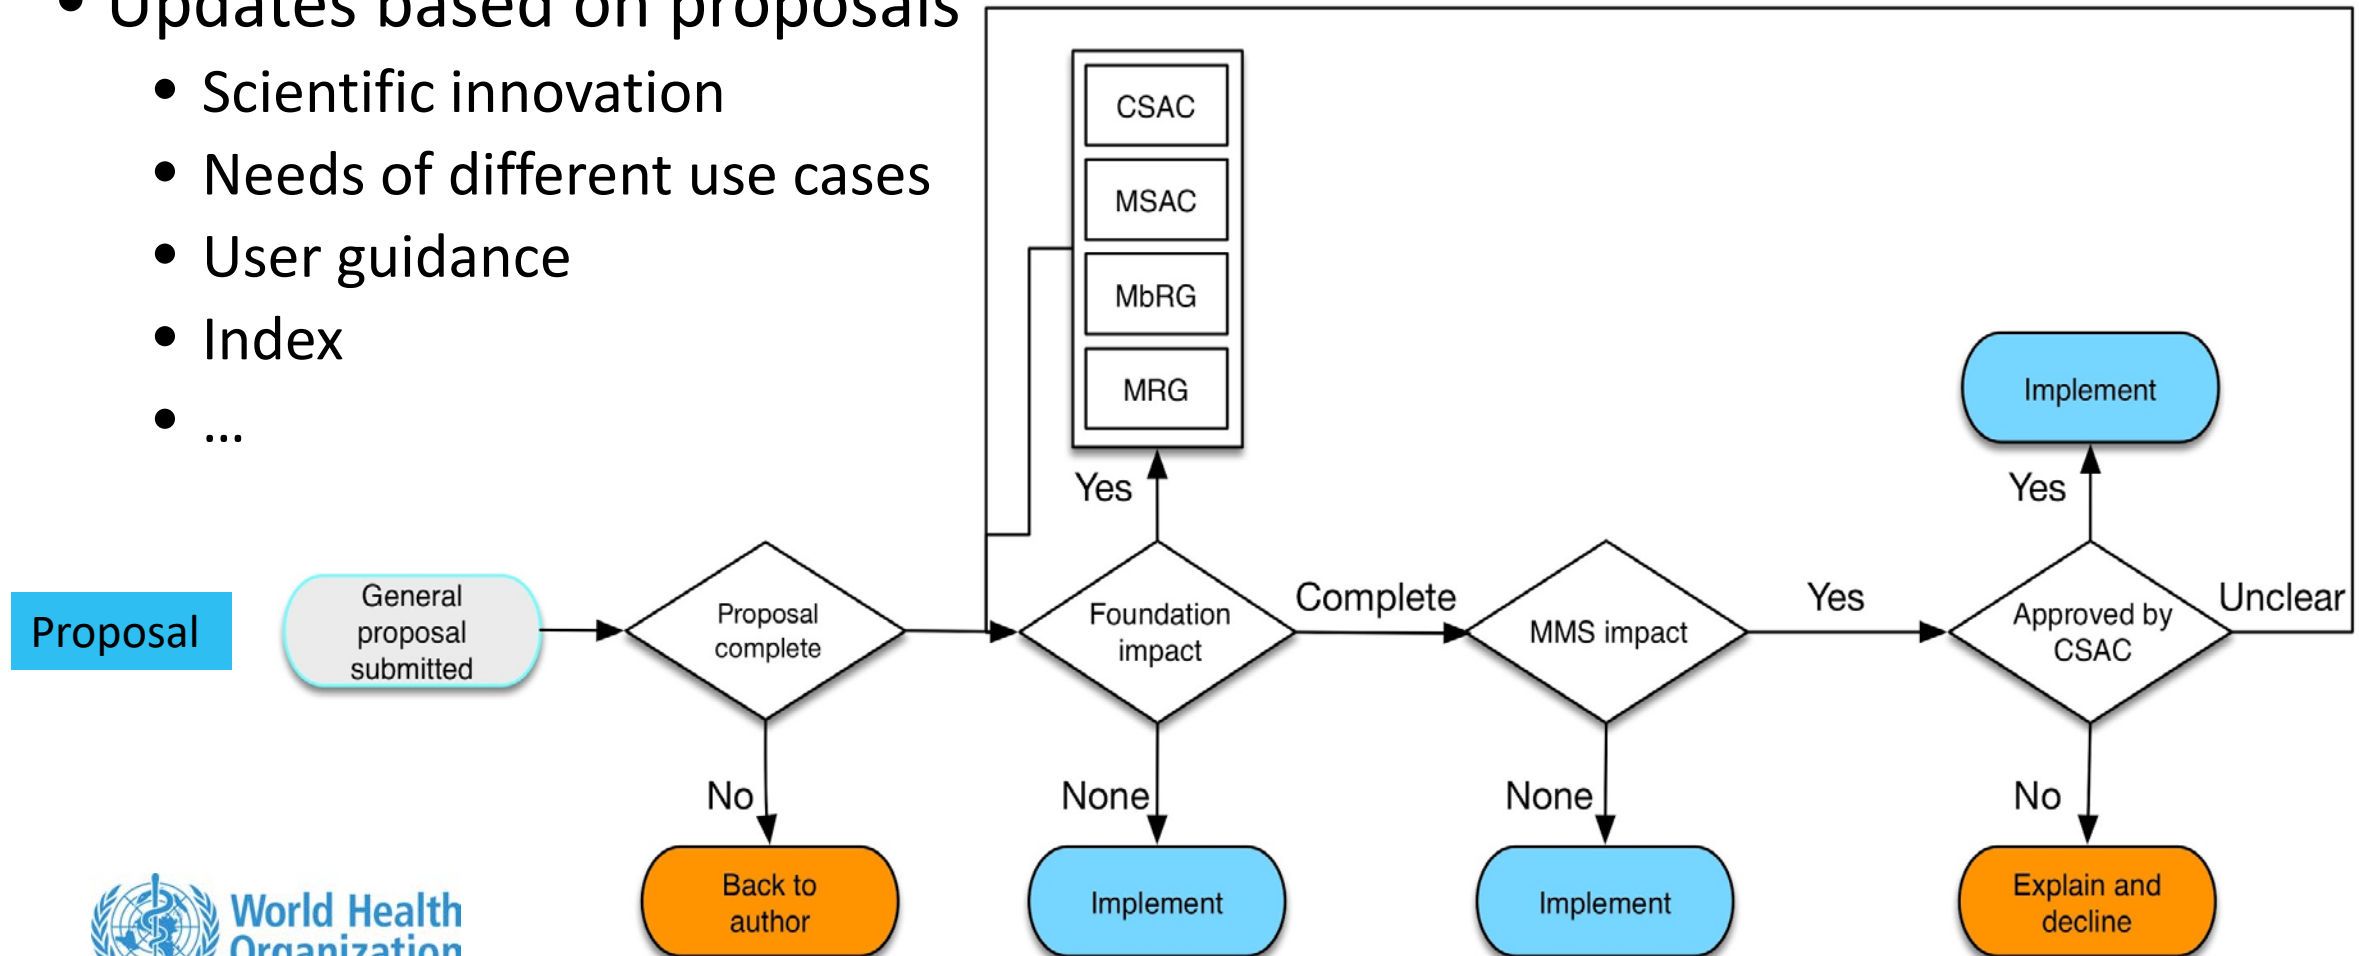 • Updates based on proposals
• Scientific innovation
• Needs of different use cases
• User guidance
• Index
• ...
CSAC
MSAC
MbRG
MRG
Yes
Implement
Yes
Proposal
General
proposal
submitted
Proposal
complete
Foundation
impact
Complete
MMS impact
Yes
Approved by
CSAC
Unclear
No
None
None
No
Back to
author
Implement
Implement
Explain and
decline
World Health
Organization